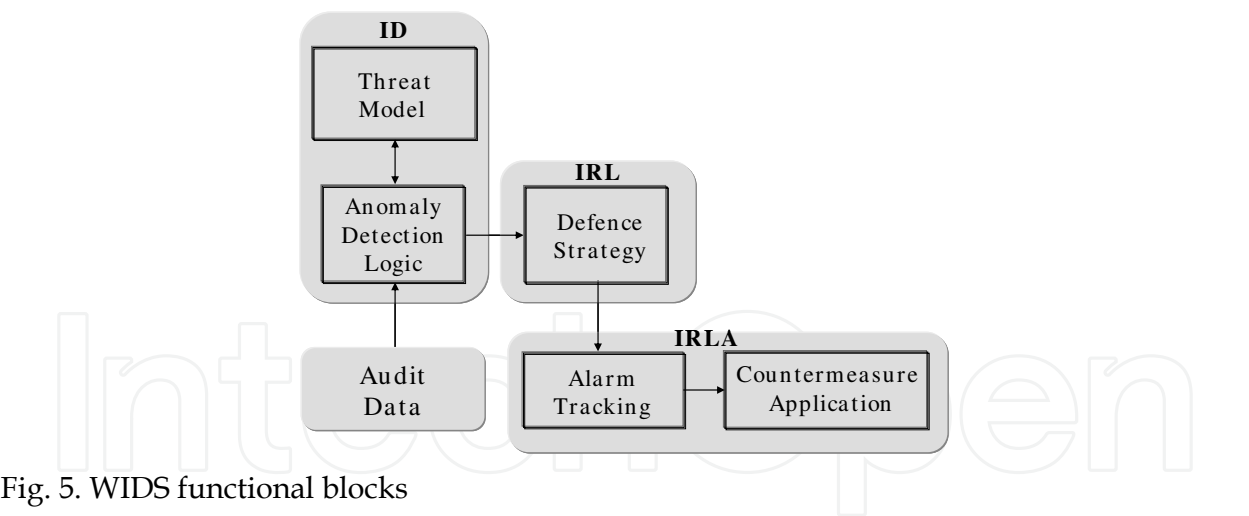 ID
Threat
Model
IRL
Anomaly
Detection
Logic
Defence
Strategy
IRLA
Audit
Data
Alarm
Tracking
Countermeasure
Application
IntechOpen
Fig. 5. WIDS functional blocks